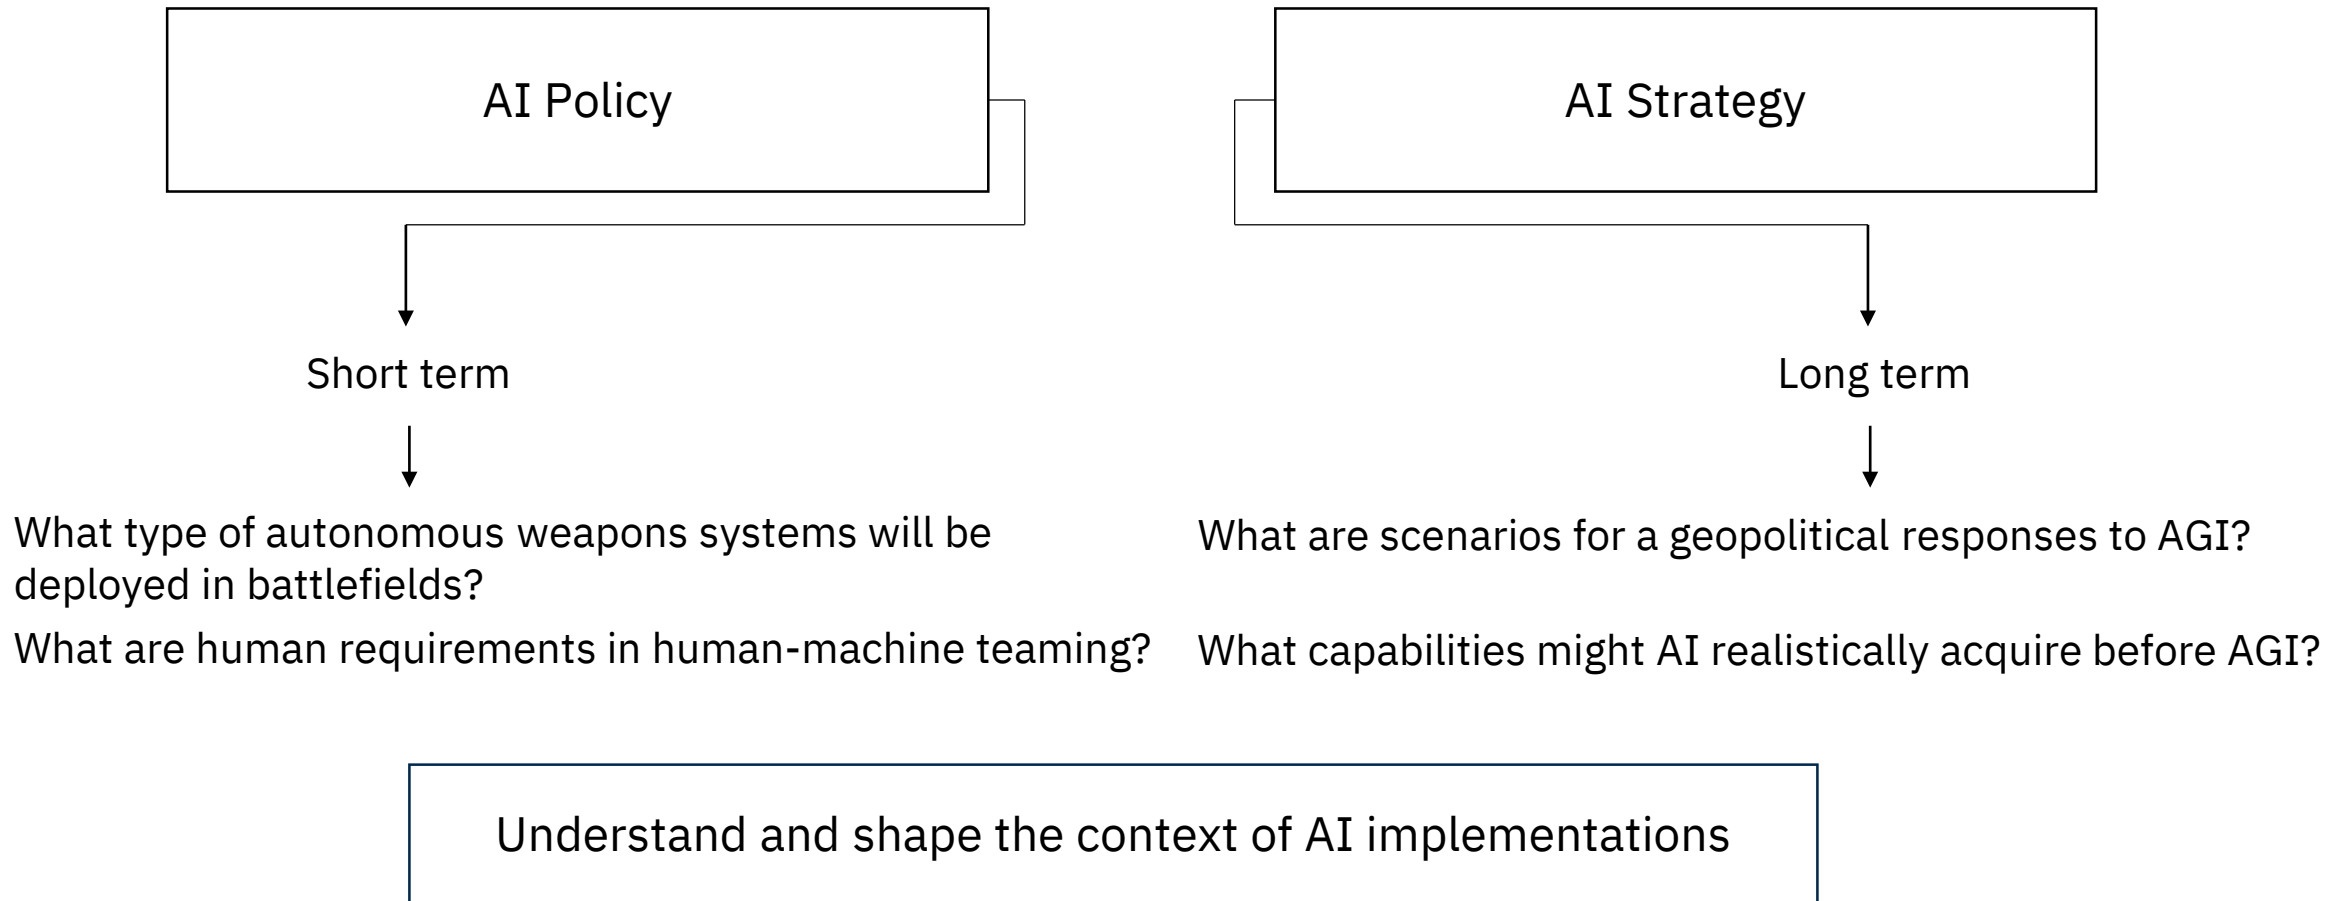 AI Policy
AI Strategy
Short term
Long term
What type of autonomous weapons systems will be
deployed in battlefields?
What are human requirements in human-machine teaming?
What are scenarios for a geopolitical responses to AGI?
What capabilities might AI realistically acquire before AGI?
Understand and shape the context of AI implementations